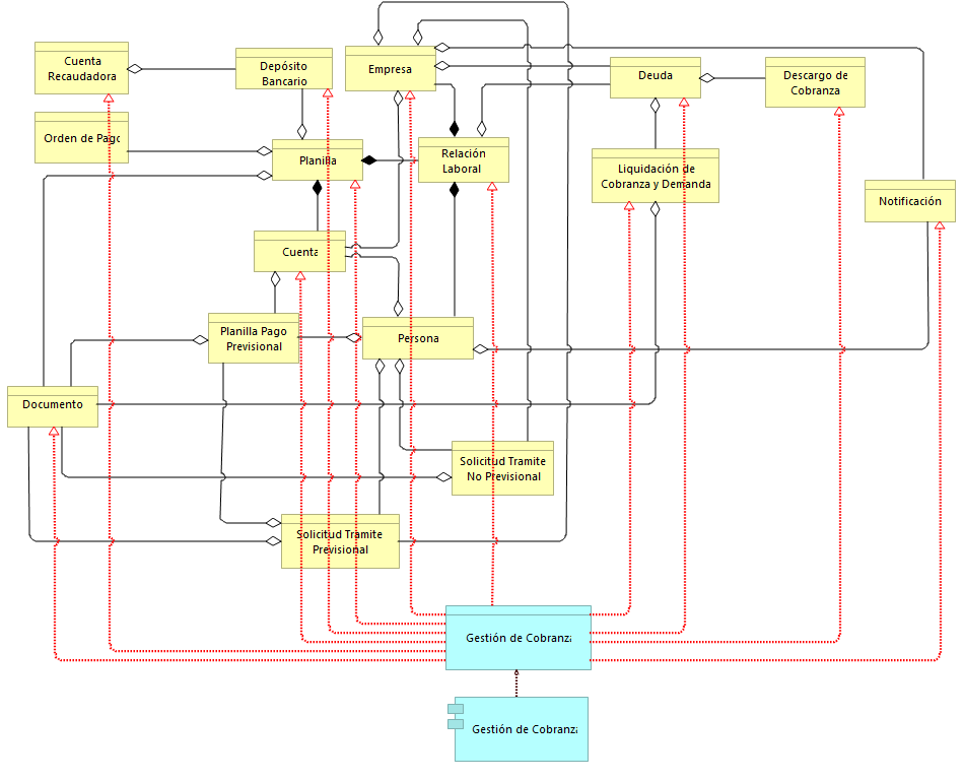 Cuenta
Recaudadora
Depósito
Bancario
Empresa
Deuda
Descargo de
Cobranza
Orden de Pago
Planilla
Relación
Laboral
Liquidación de
Cobranza y Demanda
Notificación
Cuenta
Planilla Pago
Previsional
Persona
Documento
Solicitud Tramite
No Previsional
Solicitud Tramite
Previsional
Gestión de Cobranza
Gestión de Cobranza